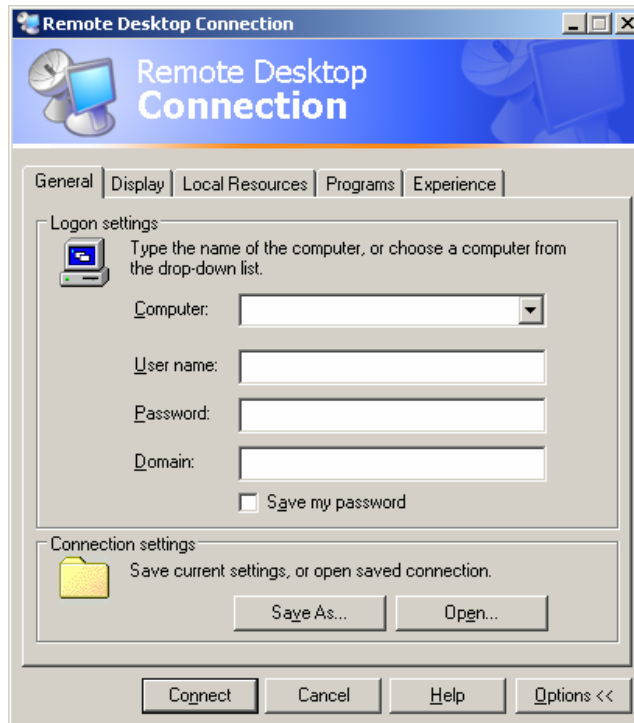 Remote Desktop Connection
Remote Desktop
Connection
General Display Local Resources Programs Experience
Logon settings
Type the name of the computer, or choose a computer from
the drop-down list.
Computer:
User name:
Password:
Domain:
Save my password
Connection settings
Save current settings, or open saved connection.
Save As... Open...
Connect Cancel Help Options <<